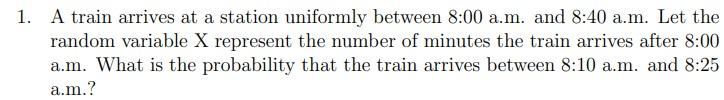 1. A train arrives at a station uniformly between 8:00 a.m. and 8:40 a.m. Let the
random variable X represent the number of minutes the train arrives after 8:00
a.m. What is the probability that the train arrives between 8:10 a.m. and 8:25
a.m.?